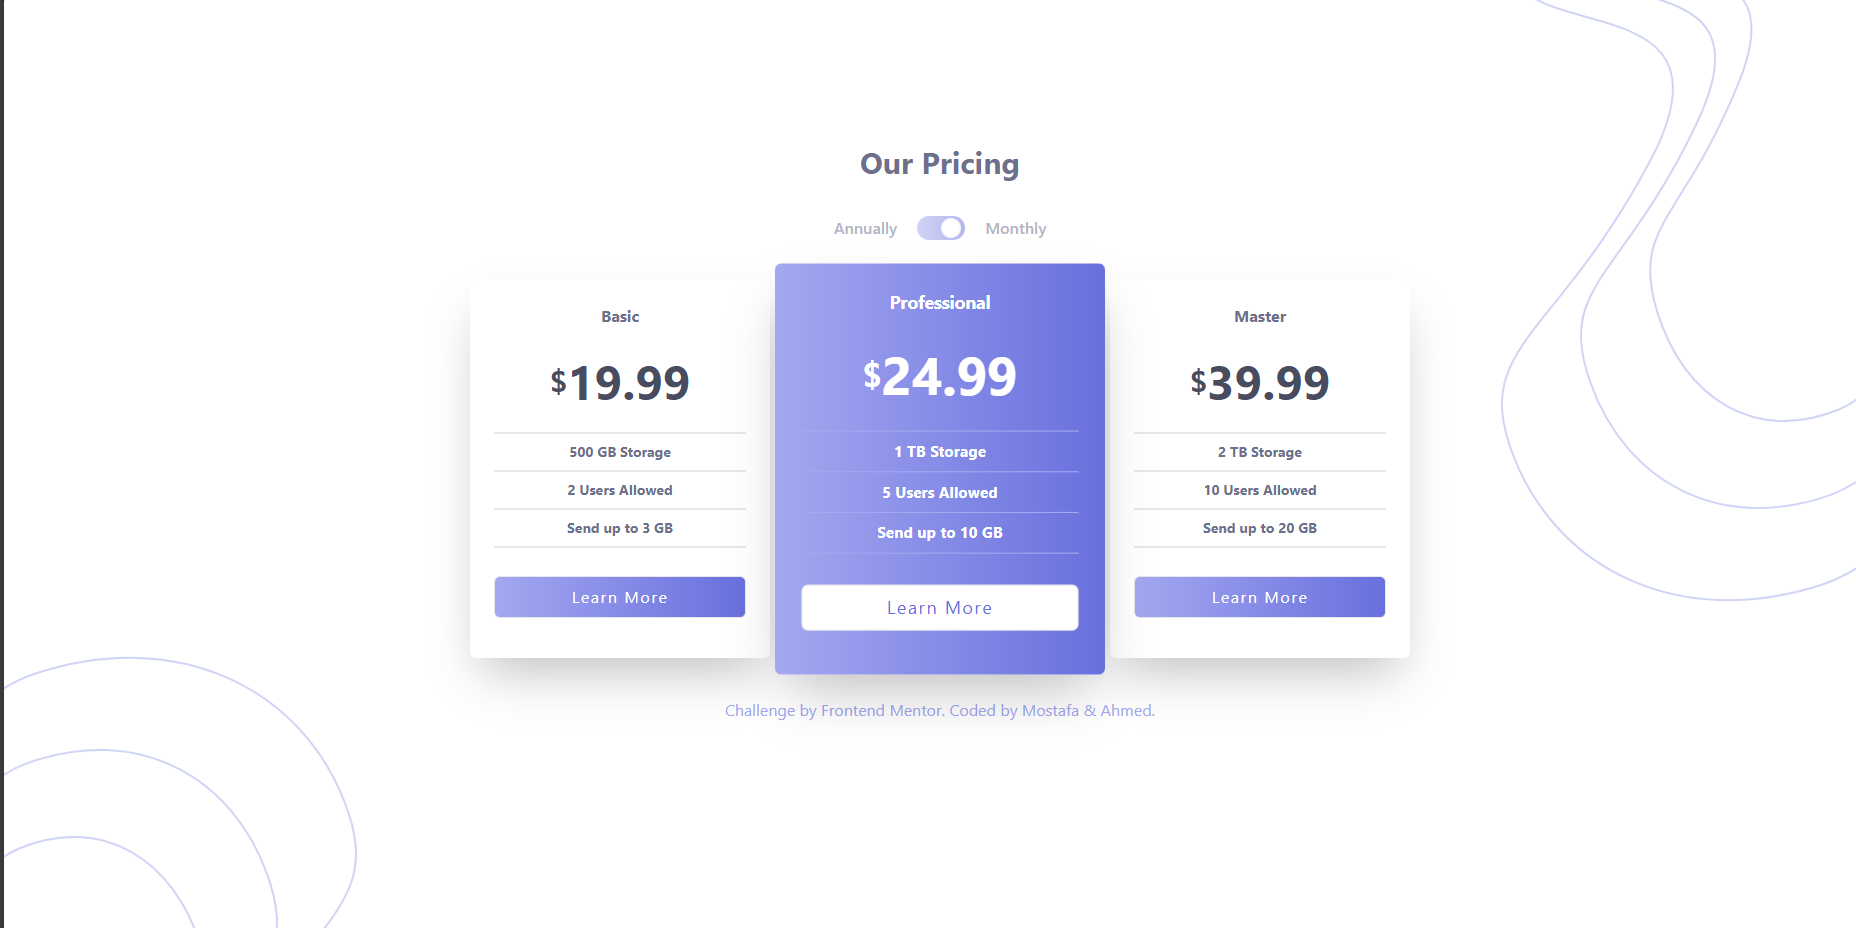 Our Pricing
Annually Monthly
Basic
$19.99
500 GB Storage
2 Users Allowed
Send up to 3 GB
Learn More
Professional
$24.99
1 TB Storage
5 Users Allowed
Send up to 10 GB
Learn More
Master
$39.99
2 TB Storage
10 Users Allowed
Send up to 20 GB
Learn More
Challenge by Frontend Mentor. Coded by Mostafa & Ahmed.